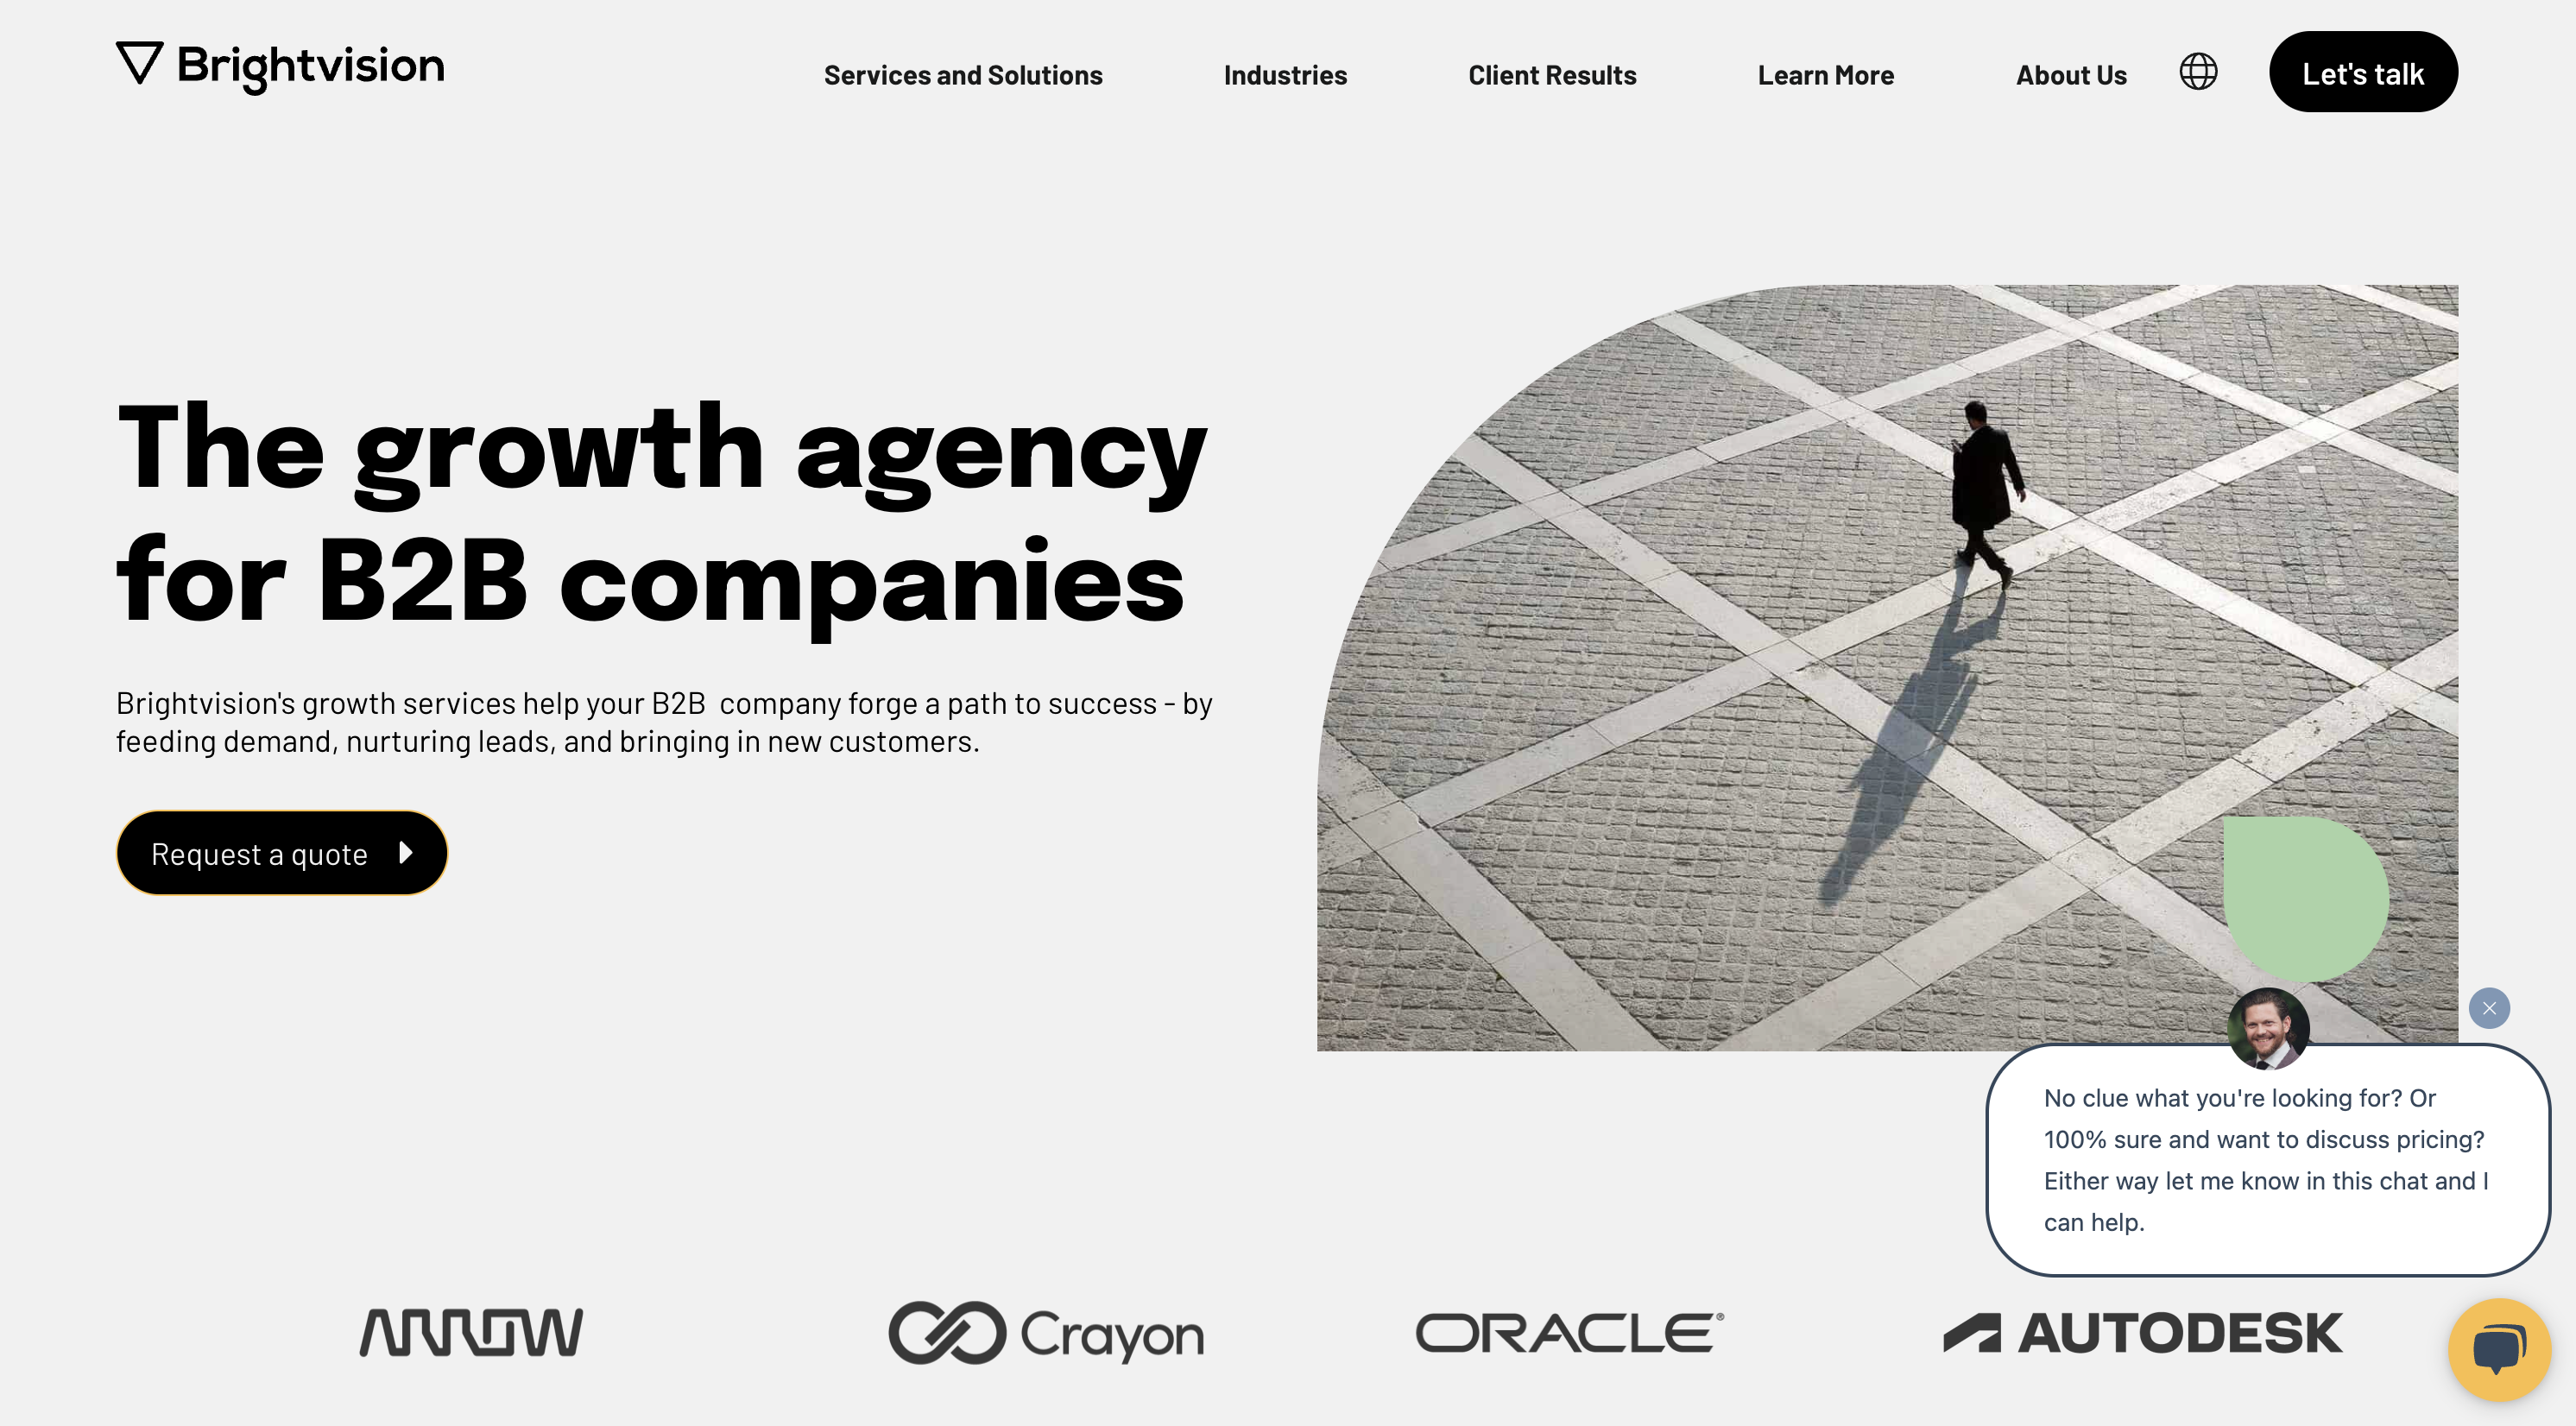 Brightvision
Services and Solutions
Industries
Client Results
Learn More
About Us
Let's talk
The growth agency
for B2B companies
Brightvision's growth services help your B2B  company forge a path to success - by
feeding demand, nurturing leads, and bringing in new customers.
Request a quote
No clue what you're looking for? Or
100% sure and want to discuss pricing?
Either way let me know in this chat and I
can help.
ARROW
Crayon
ORACLE®
AUTODESK